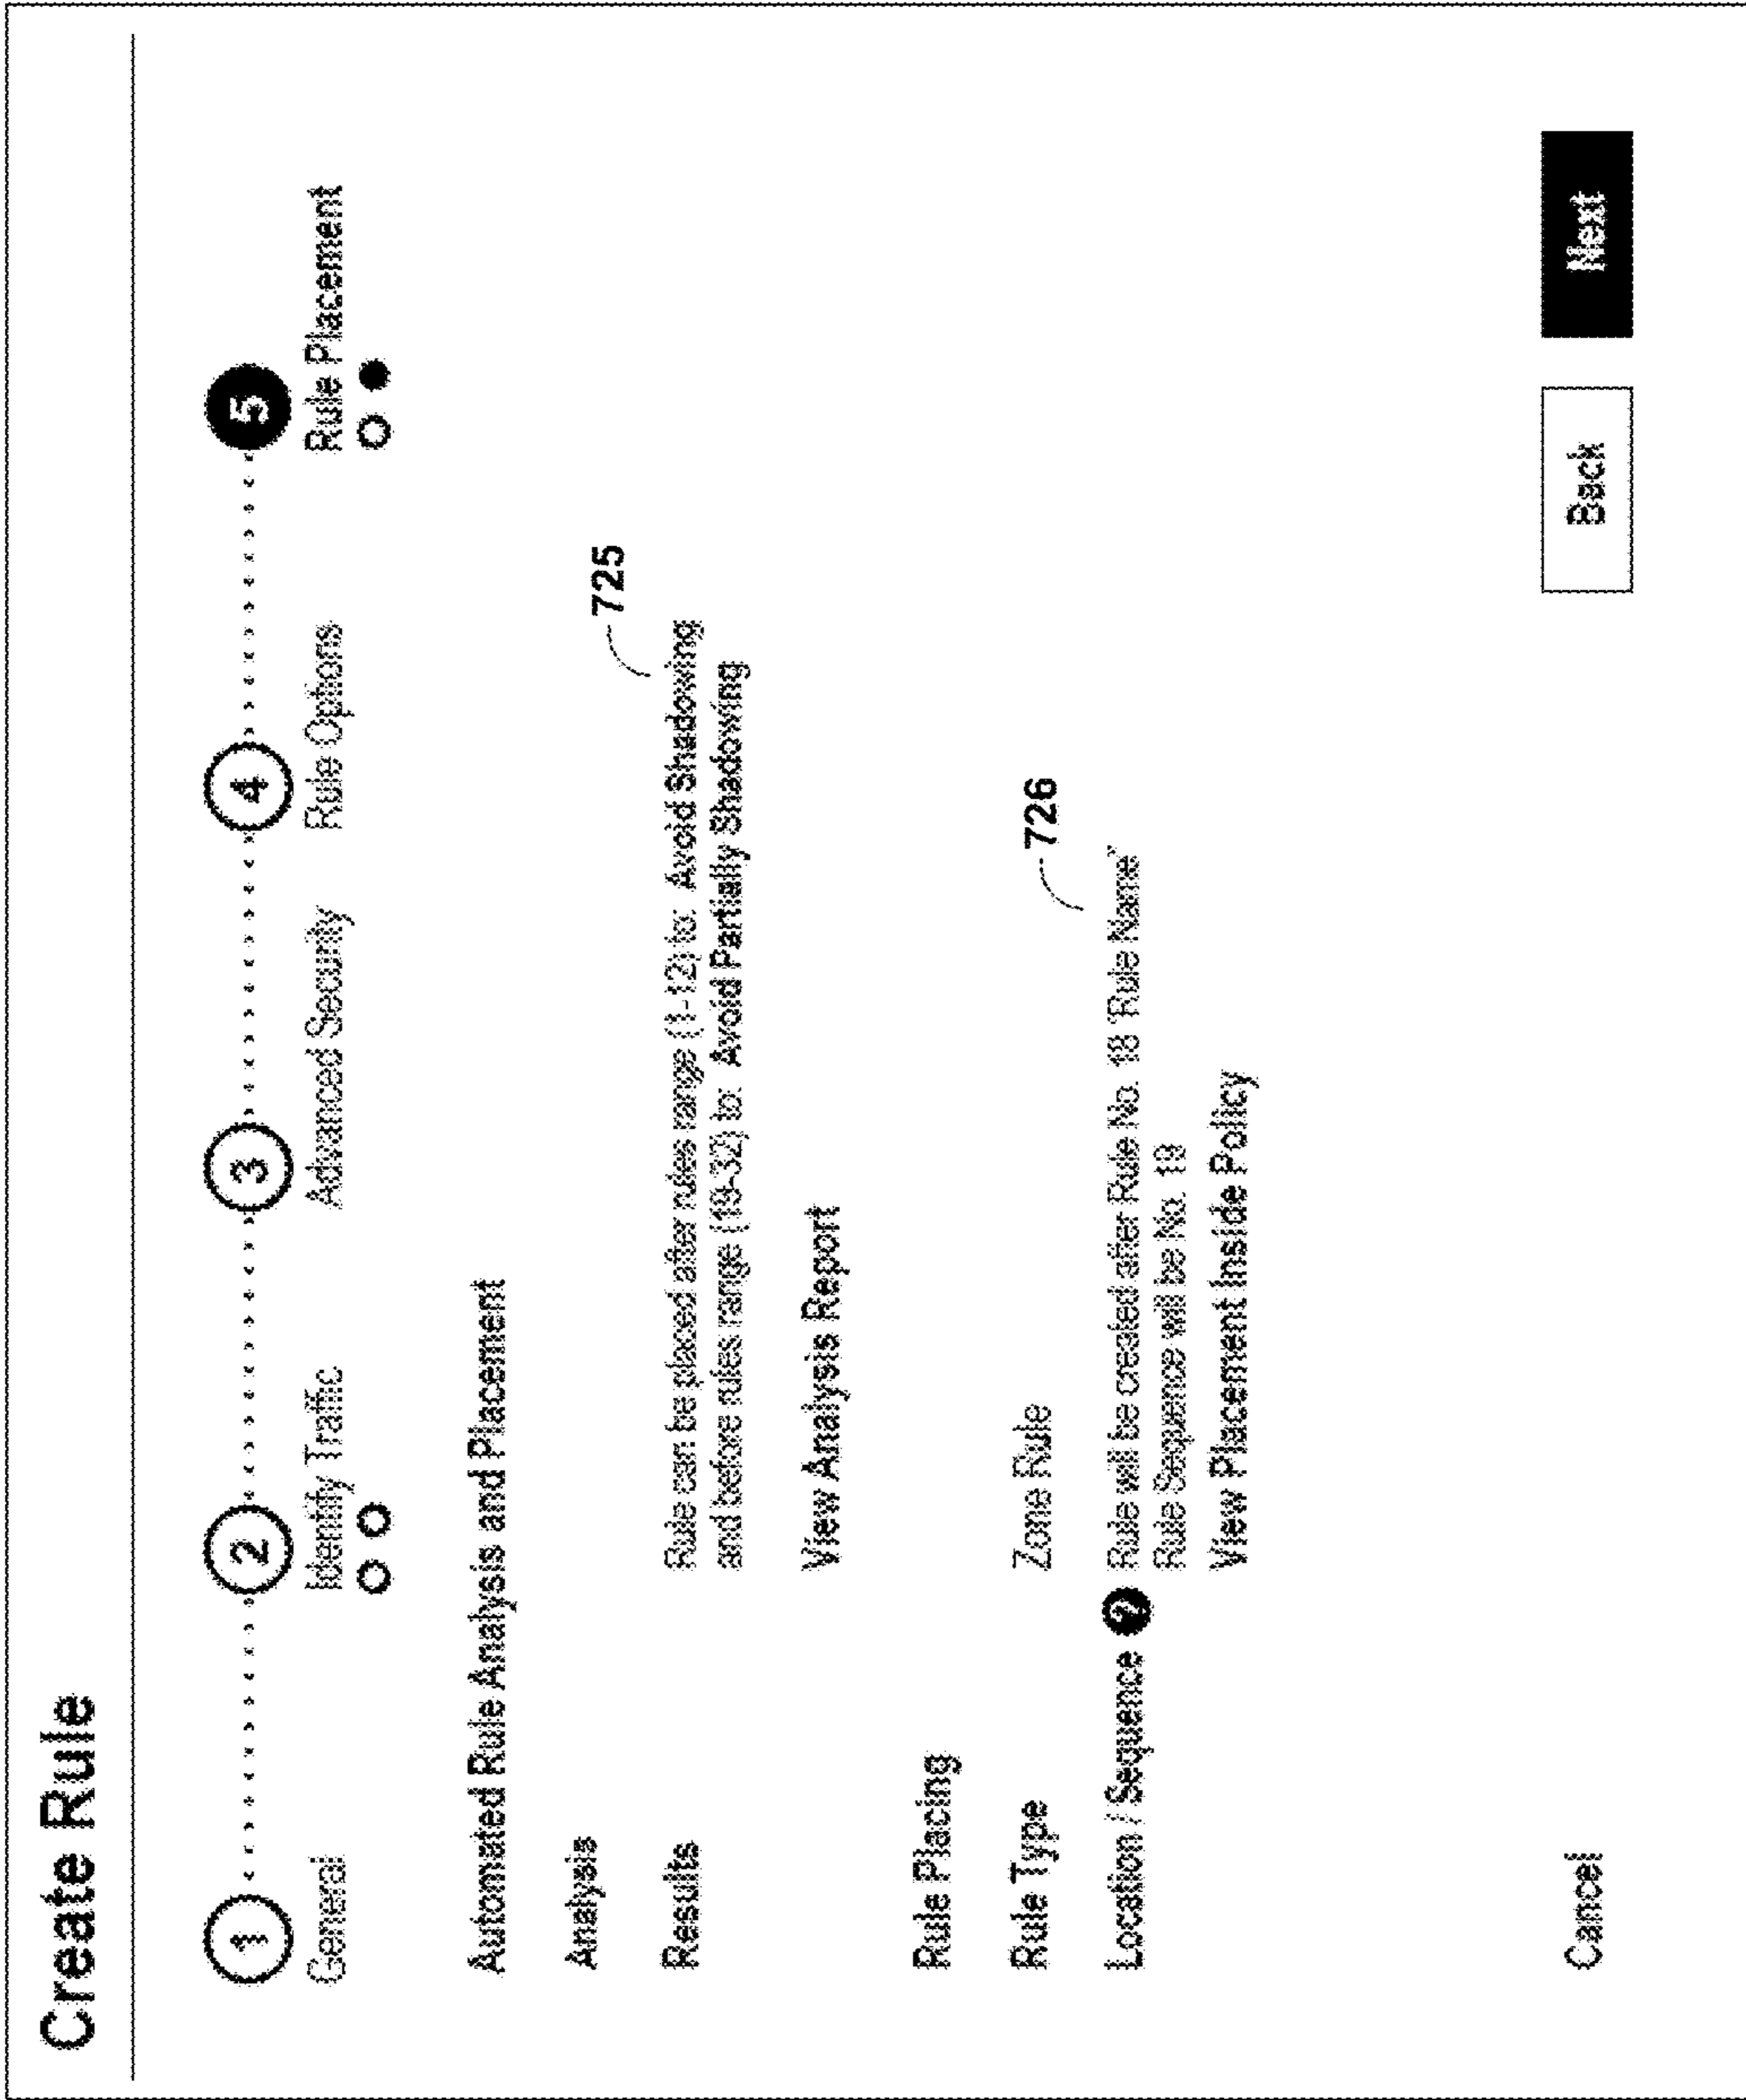 Create Rule
1 2 3 4 5
General Identify Traffic Advanced Security Rule Options Rule Placement
Automated Rule Analysis and Placement
Analysis
725
Results Rule can be placed after rules range (1-12) to: Avoid Shadowing
and before rules range (19-32) to: Avoid Partially Shadowing
View Analysis Report
Rule Placing
Rule Type Zone Rule
726
Location / Sequence ? Rule will be created after Rule No. 18 "Rule Name"
Rule Sequence will be No. 19
View Placement Inside Policy
Cancel Back Next